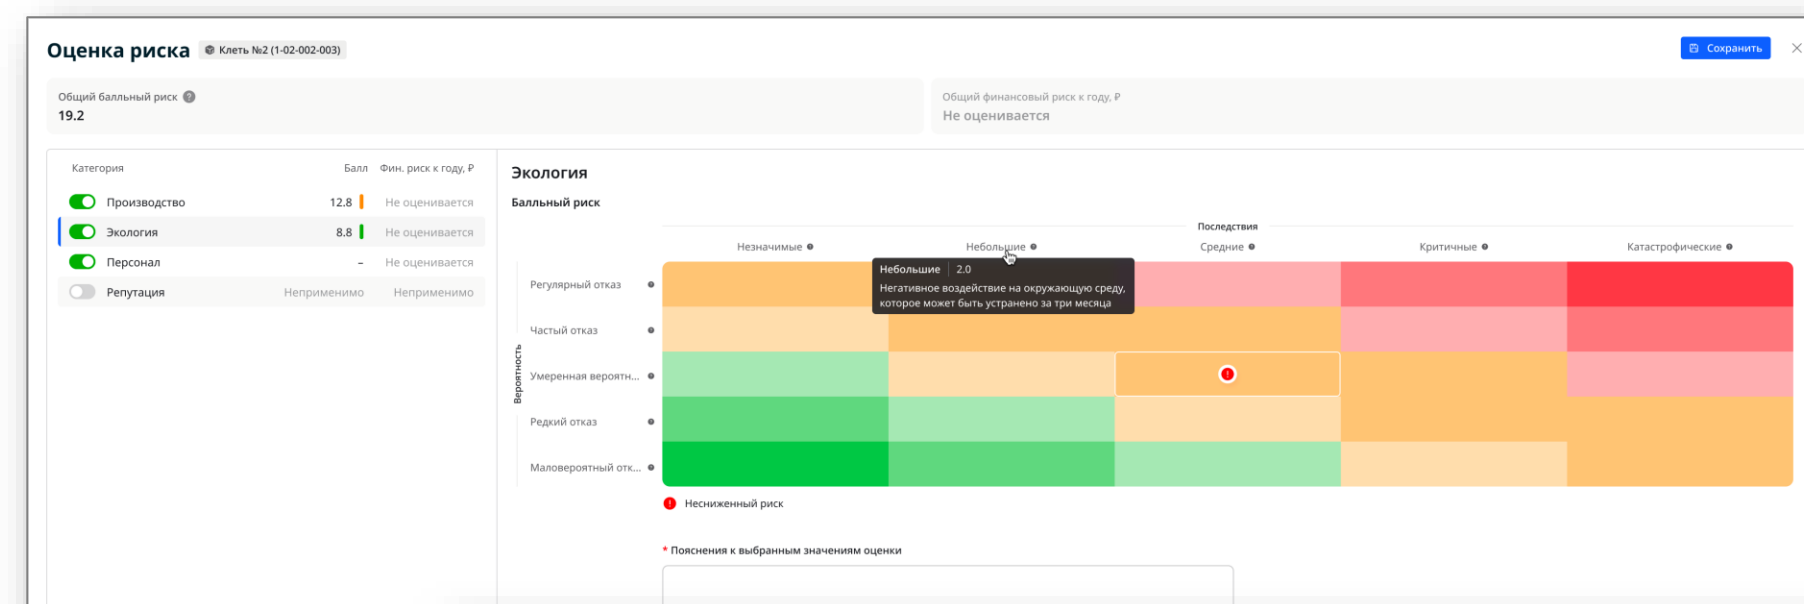 Оценка риска Клеть №2 (1-02-002-003) Сохранить
Общий балльный риск
19.2
Общий финансовый риск к году, ₽
Не оценивается
Категория Балл Фин. риск к году, ₽
Производство 12.8 Не оценивается
Экология 8.8 Не оценивается
Персонал – Не оценивается
Репутация Неприменимо Неприменимо
Экология
Балльный риск
Последствия
Незначимые Небольшие Средние Критичные Катастрофические
Небольшие 2.0
Негативное воздействие на окружающую среду,
которое может быть устранено за три месяца
Вероятность
Регулярный отказ
Частый отказ
Умеренная вероятн...
Редкий отказ
Маловероятный отк...
Несниженный риск
* Пояснения к выбранным значениям оценки